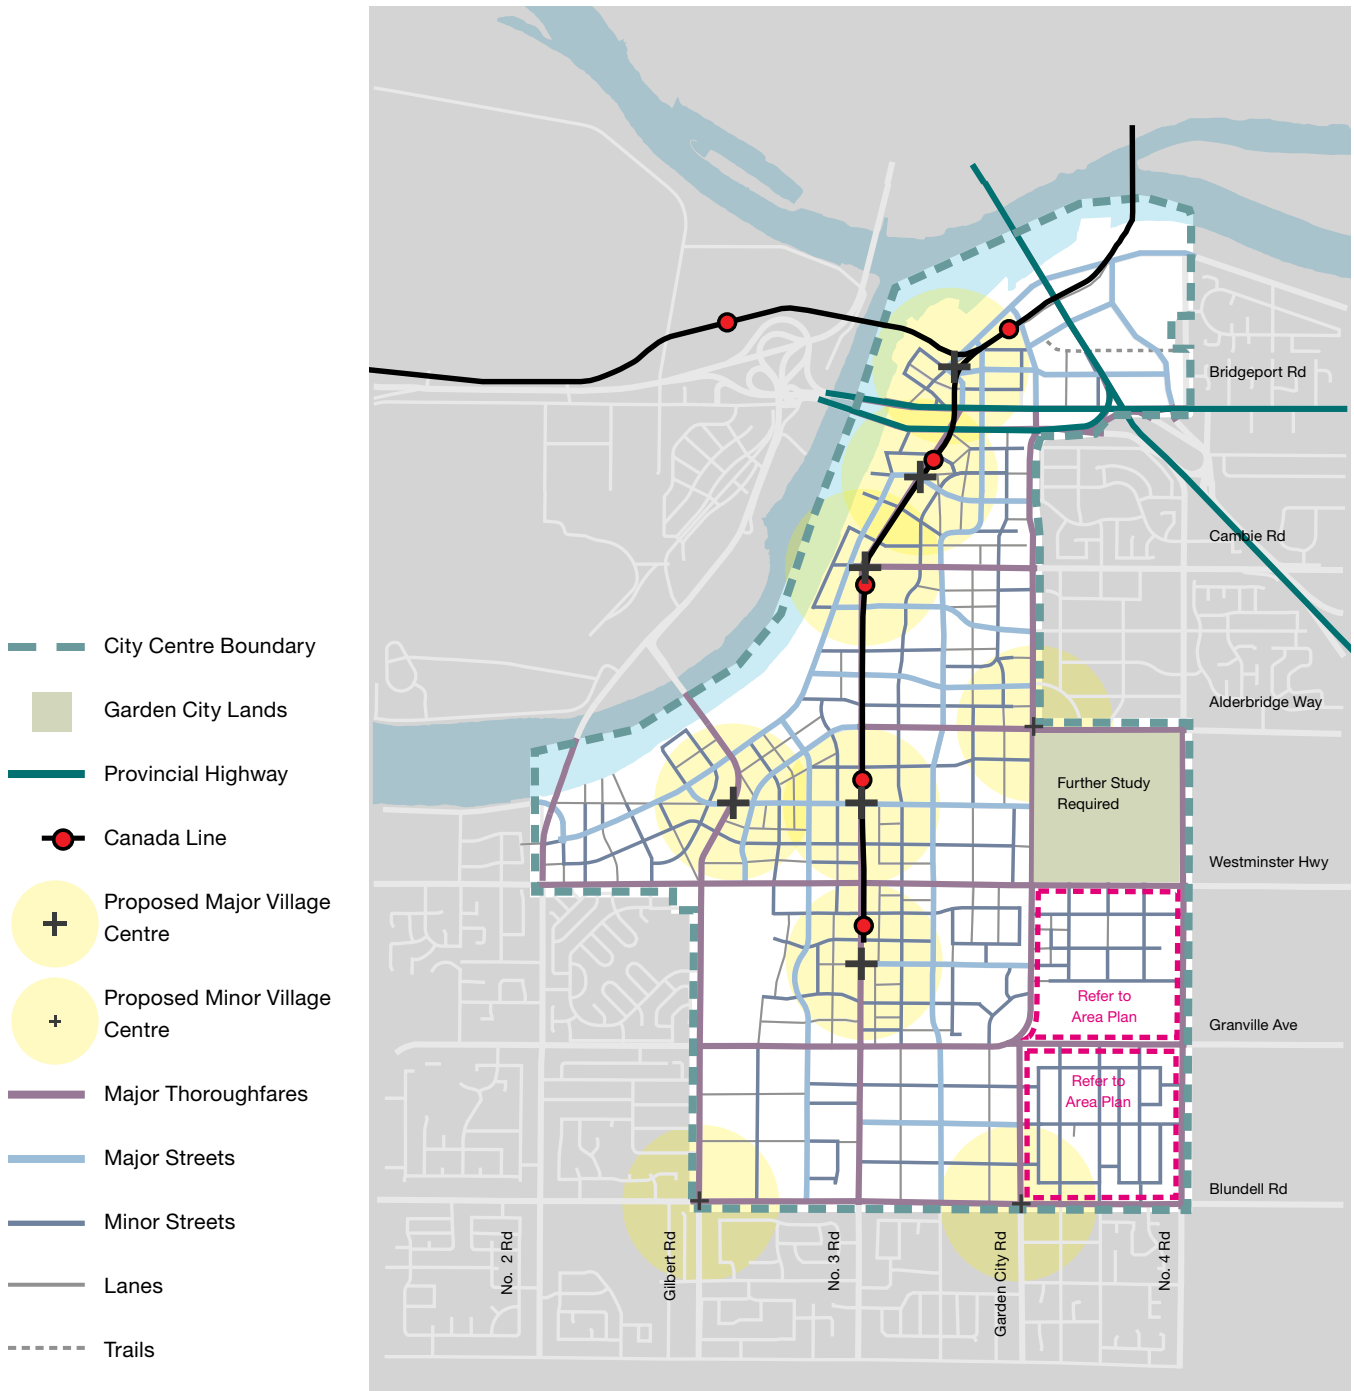 City Centre Boundary
Garden City Lands
Provincial Highway
Canada Line
Proposed Major Village
Centre
Proposed Minor Village
Centre
Major Thoroughfares
Major Streets
Minor Streets
Lanes
Trails
Bridgeport Rd
Cambie Rd
Alderbridge Way
Further Study
Required
Westminster Hwy
Refer to
Area Plan
Granville Ave
Refer to
Area Plan
Blundell Rd
No. 2 Rd
Gilbert Rd
No. 3 Rd
Garden City Rd
No. 4 Rd